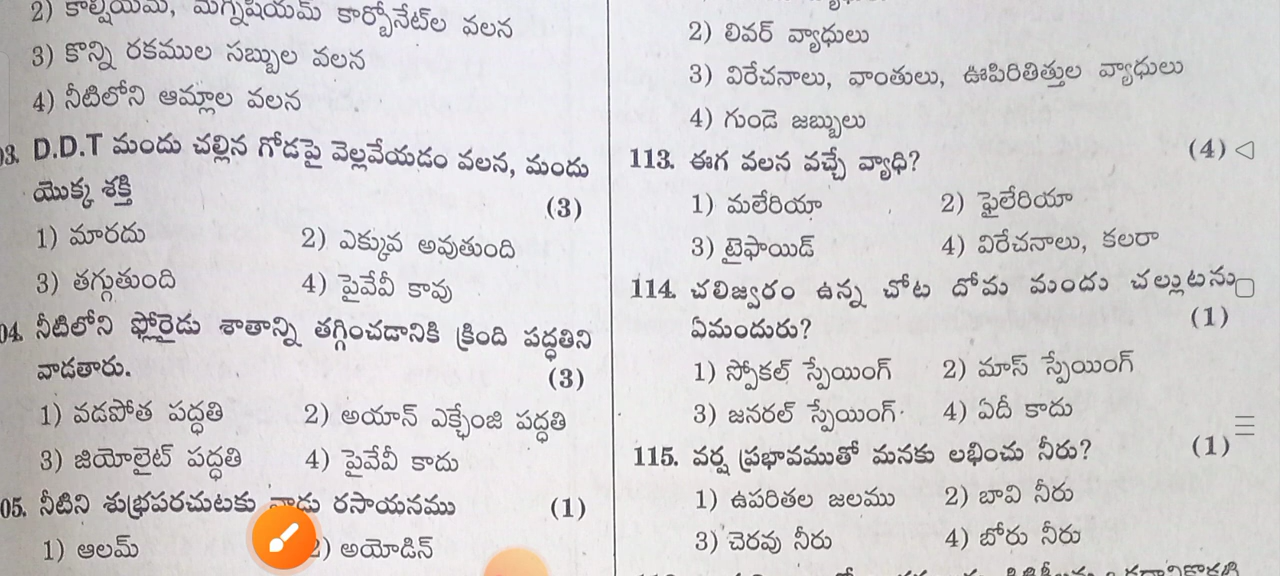 2) కాల్షియమ్, మగ్నీషియమ్ కార్బోనేట్‌ల వలన
3) కొన్ని రకముల సబ్బుల వలన
4) నీటిలోని ఆమ్లాల వలన
03. D.D.T మందు చల్లిన గోడపై వెల్లవేయడం వలన, మందు
యొక్క శక్తి (3)
1) మారదు 2) ఎక్కువ అవుతుంది
3) తగ్గుతుంది 4) పైవేవీ కావు
04. నీటిలోని ఫ్లోరైడు శాతాన్ని తగ్గించడానికి క్రింది పద్ధతిని
వాడతారు. (3)
1) వడపోత పద్ధతి 2) అయాన్ ఎక్ఛేంజి పద్ధతి
3) జియోలైట్ పద్ధతి 4) పైవేవీ కాదు
05. నీటిని శుభ్రపరచుటకు వాడు రసాయనము (1)
1) ఆలమ్ 2) అయోడిన్
2) లివర్ వ్యాధులు
3) విరేచనాలు, వాంతులు, ఊపిరితిత్తుల వ్యాధులు
4) గుండె జబ్బులు
113. ఈగ వలన వచ్చే వ్యాధి? (4)
1) మలేరియా 2) ఫైలేరియా
3) టైఫాయిడ్ 4) విరేచనాలు, కలరా
114. చలిజ్వరం ఉన్న చోట దోమ మందు చల్లుటను
ఏమందురు? (1)
1) స్పోకల్ స్పేయింగ్ 2) మాస్ స్పేయింగ్
3) జనరల్ స్పేయింగ్ 4) ఏదీ కాదు
115. వర్ష ప్రభావముతో మనకు లభించు నీరు? (1)
1) ఉపరితల జలము 2) బావి నీరు
3) చెరవు నీరు 4) బోరు నీరు